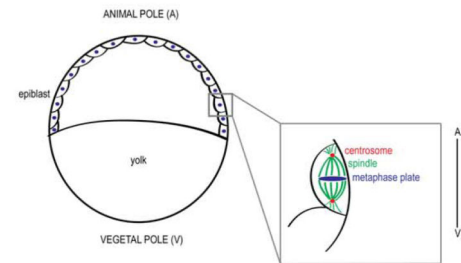 ANIMAL POLE (A)
epiblast
yolk
VEGETAL POLE (V)
centrosome
spindle
metaphase plate
A
V